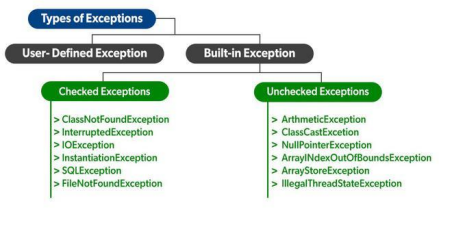 Types of Exceptions
User- Defined Exception
Built-in Exception
Checked Exceptions
> ClassNotFoundException
> InterruptedException
> IOException
> InstantiationException
> SQLException
> FileNotFoundException
Unchecked Exceptions
> ArthmeticException
> ClassCastExcetion
> NullPointerException
> ArrayINdexOutOfBoundsException
> ArrayStoreException
> IllegalThreadStateException